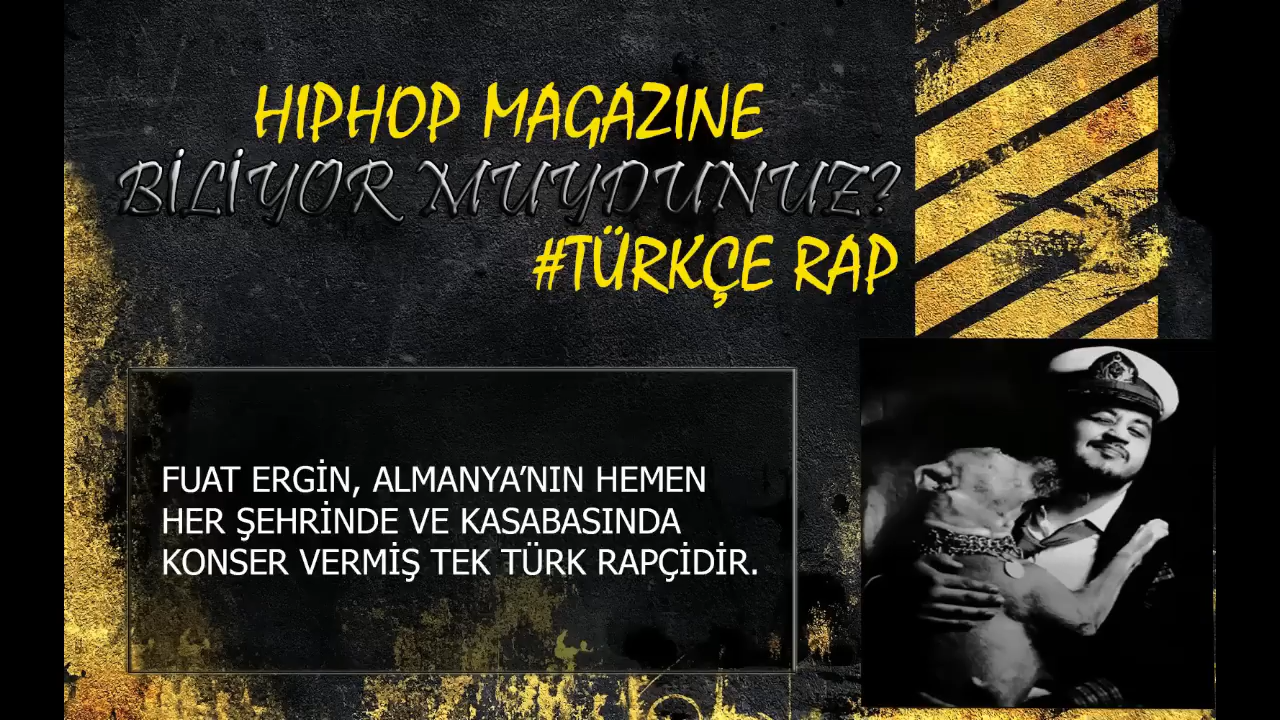 HIPHOP MAGAZINE
BİLİYOR MUYDUNUZ?
#TÜRKÇE RAP
FUAT ERGİN, ALMANYA’NIN HEMEN
HER ŞEHRİNDE VE KASABASINDA
KONSER VERMİŞ TEK TÜRK RAPÇİDİR.